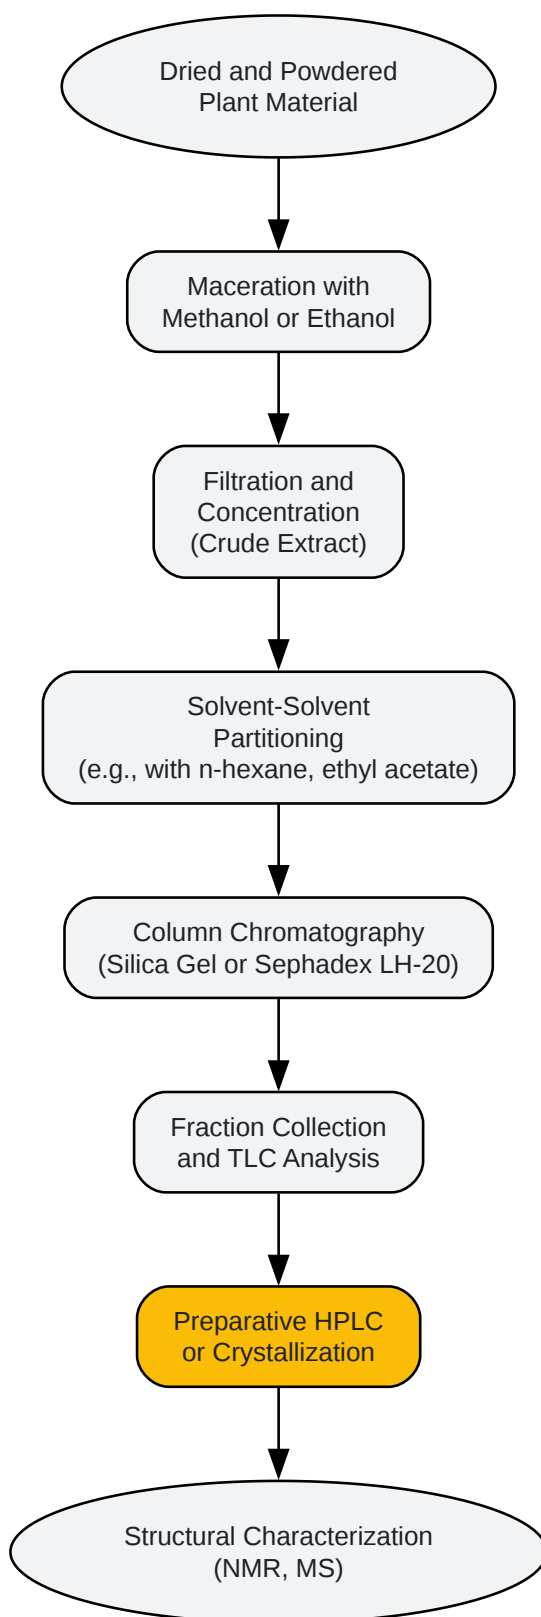 Dried and Powdered
Plant Material
Maceration with
Methanol or Ethanol
Filtration and
Concentration
(Crude Extract)
Solvent-Solvent
Partitioning
(e.g., with n-hexane, ethyl acetate)
Column Chromatography
(Silica Gel or Sephadex LH-20)
Fraction Collection
and TLC Analysis
Preparative HPLC
or Crystallization
Structural Characterization
(NMR, MS)